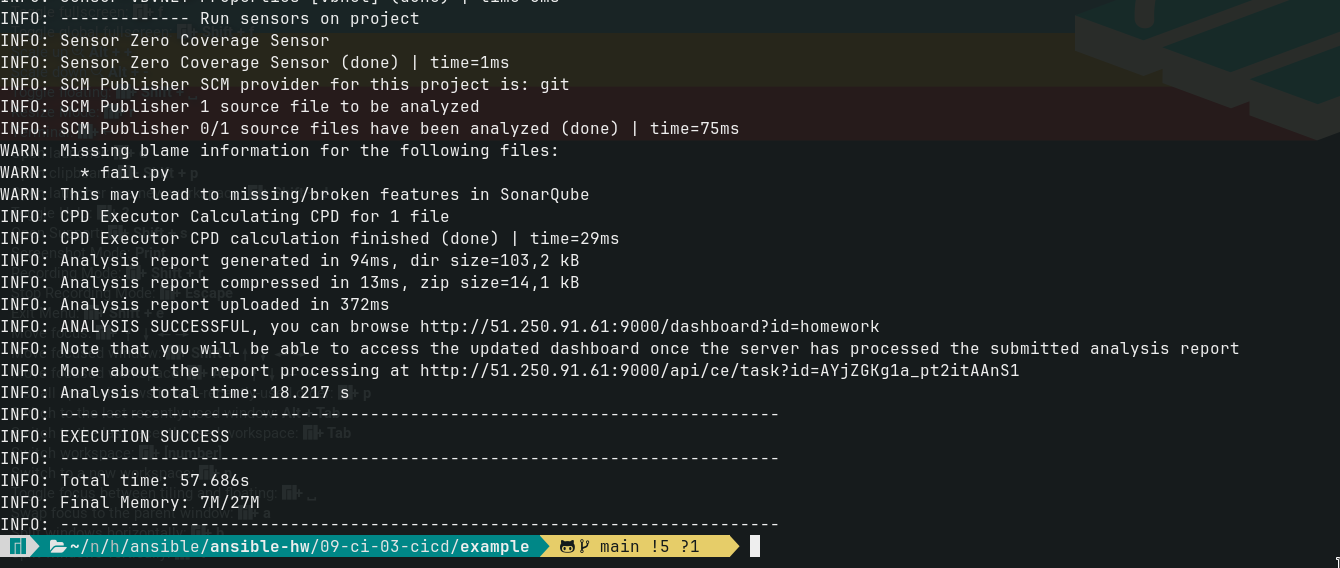 INFO: ------------- Run sensors on project
INFO: Sensor Zero Coverage Sensor
INFO: Sensor Zero Coverage Sensor (done) | time=1ms
INFO: SCM Publisher SCM provider for this project is: git
INFO: SCM Publisher 1 source file to be analyzed
INFO: SCM Publisher 0/1 source files have been analyzed (done) | time=75ms
WARN: Missing blame information for the following files:
WARN:   * fail.py
WARN: This may lead to missing/broken features in SonarQube
INFO: CPD Executor Calculating CPD for 1 file
INFO: CPD Executor CPD calculation finished (done) | time=29ms
INFO: Analysis report generated in 94ms, dir size=103,2 kB
INFO: Analysis report compressed in 13ms, zip size=14,1 kB
INFO: Analysis report uploaded in 372ms
INFO: ANALYSIS SUCCESSFUL, you can browse http://51.250.91.61:9000/dashboard?id=homework
INFO: Note that you will be able to access the updated dashboard once the server has processed the submitted analysis report
INFO: More about the report processing at http://51.250.91.61:9000/api/ce/task?id=AYjZGKg1a_pt2itAAnS1
INFO: Analysis total time: 18.217 s
INFO: ------------------------------------------------------------------------
INFO: EXECUTION SUCCESS
INFO: ------------------------------------------------------------------------
INFO: Total time: 57.686s
INFO: Final Memory: 7M/27M
INFO: ------------------------------------------------------------------------
~/n/h/ansible/ansible-hw/09-ci-03-cicd/example main !5 ?1